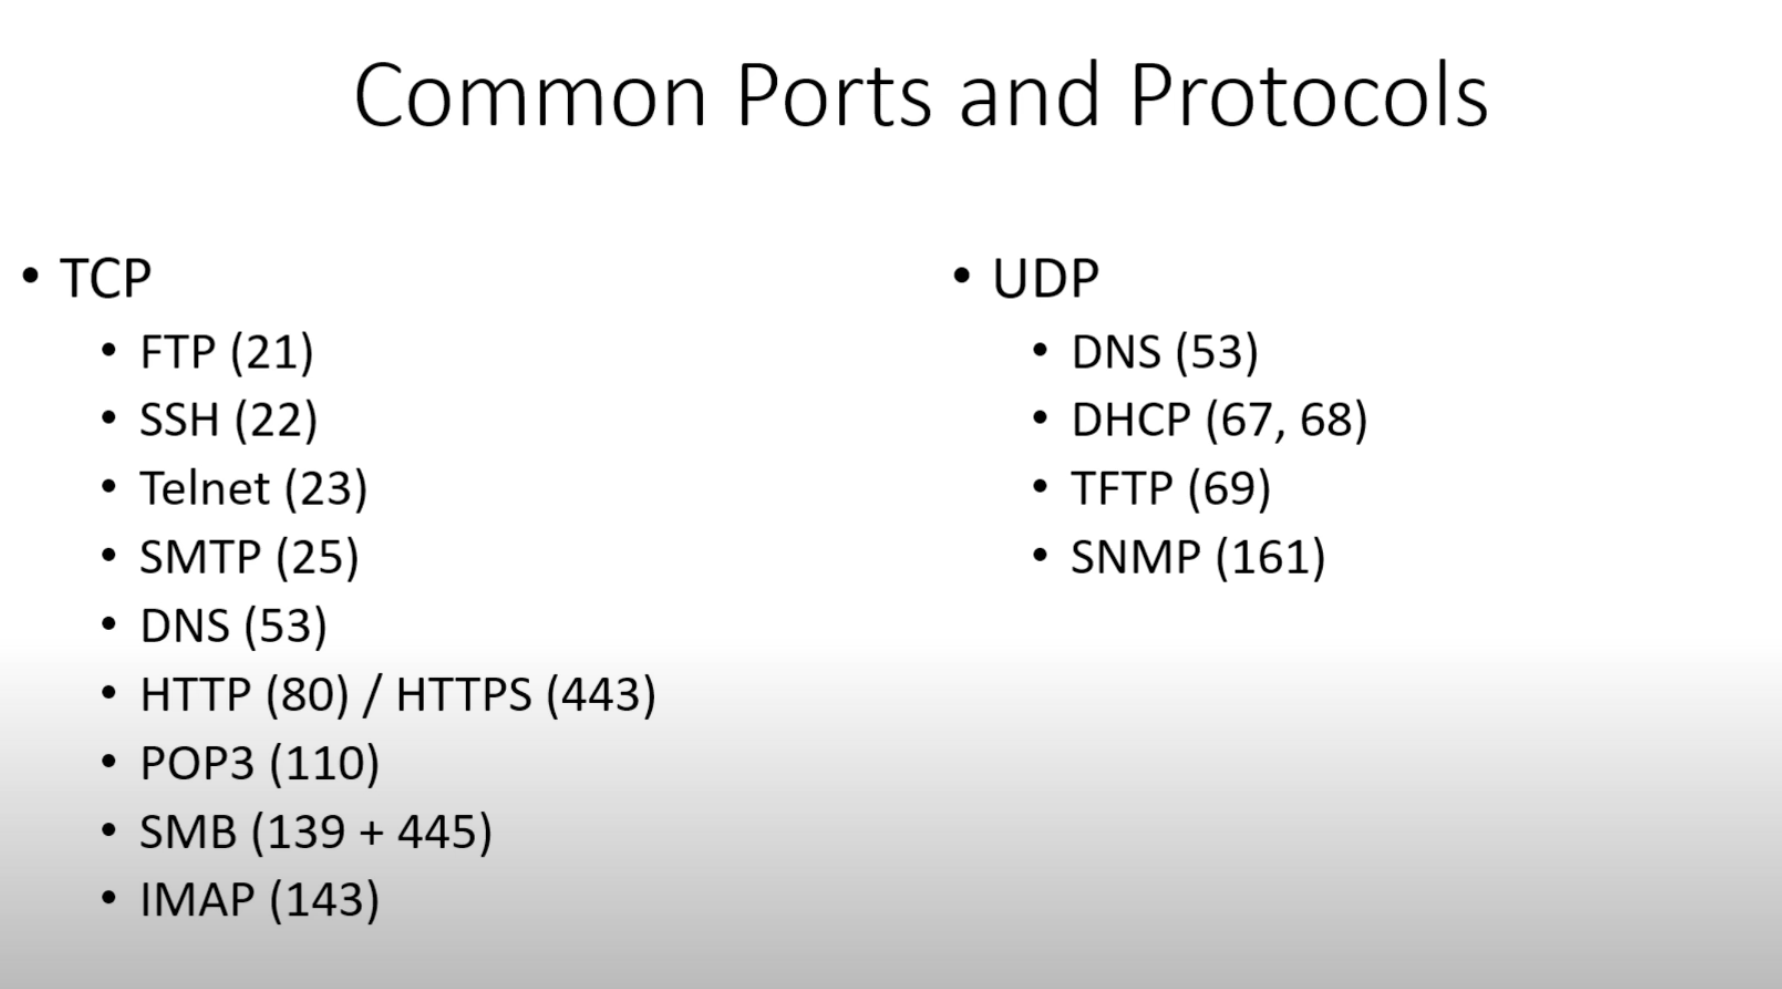 Common Ports and Protocols
• TCP
• FTP (21)
• SSH (22)
• Telnet (23)
• SMTP (25)
• DNS (53)
• HTTP (80) / HTTPS (443)
• POP3 (110)
• SMB (139 + 445)
• IMAP (143)
• UDP
• DNS (53)
• DHCP (67, 68)
• TFTP (69)
• SNMP (161)